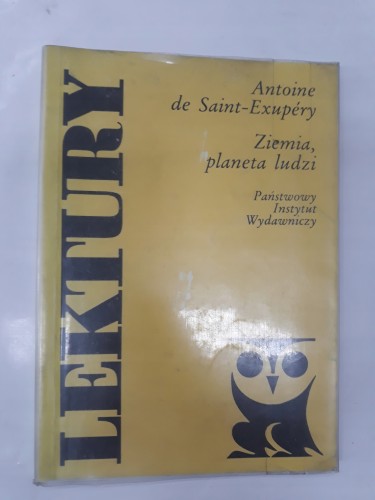 LEKTURY
Antoine
de Saint-Exupéry
Ziemia,
planeta ludzi
Państwowy
Instytut
Wydawniczy